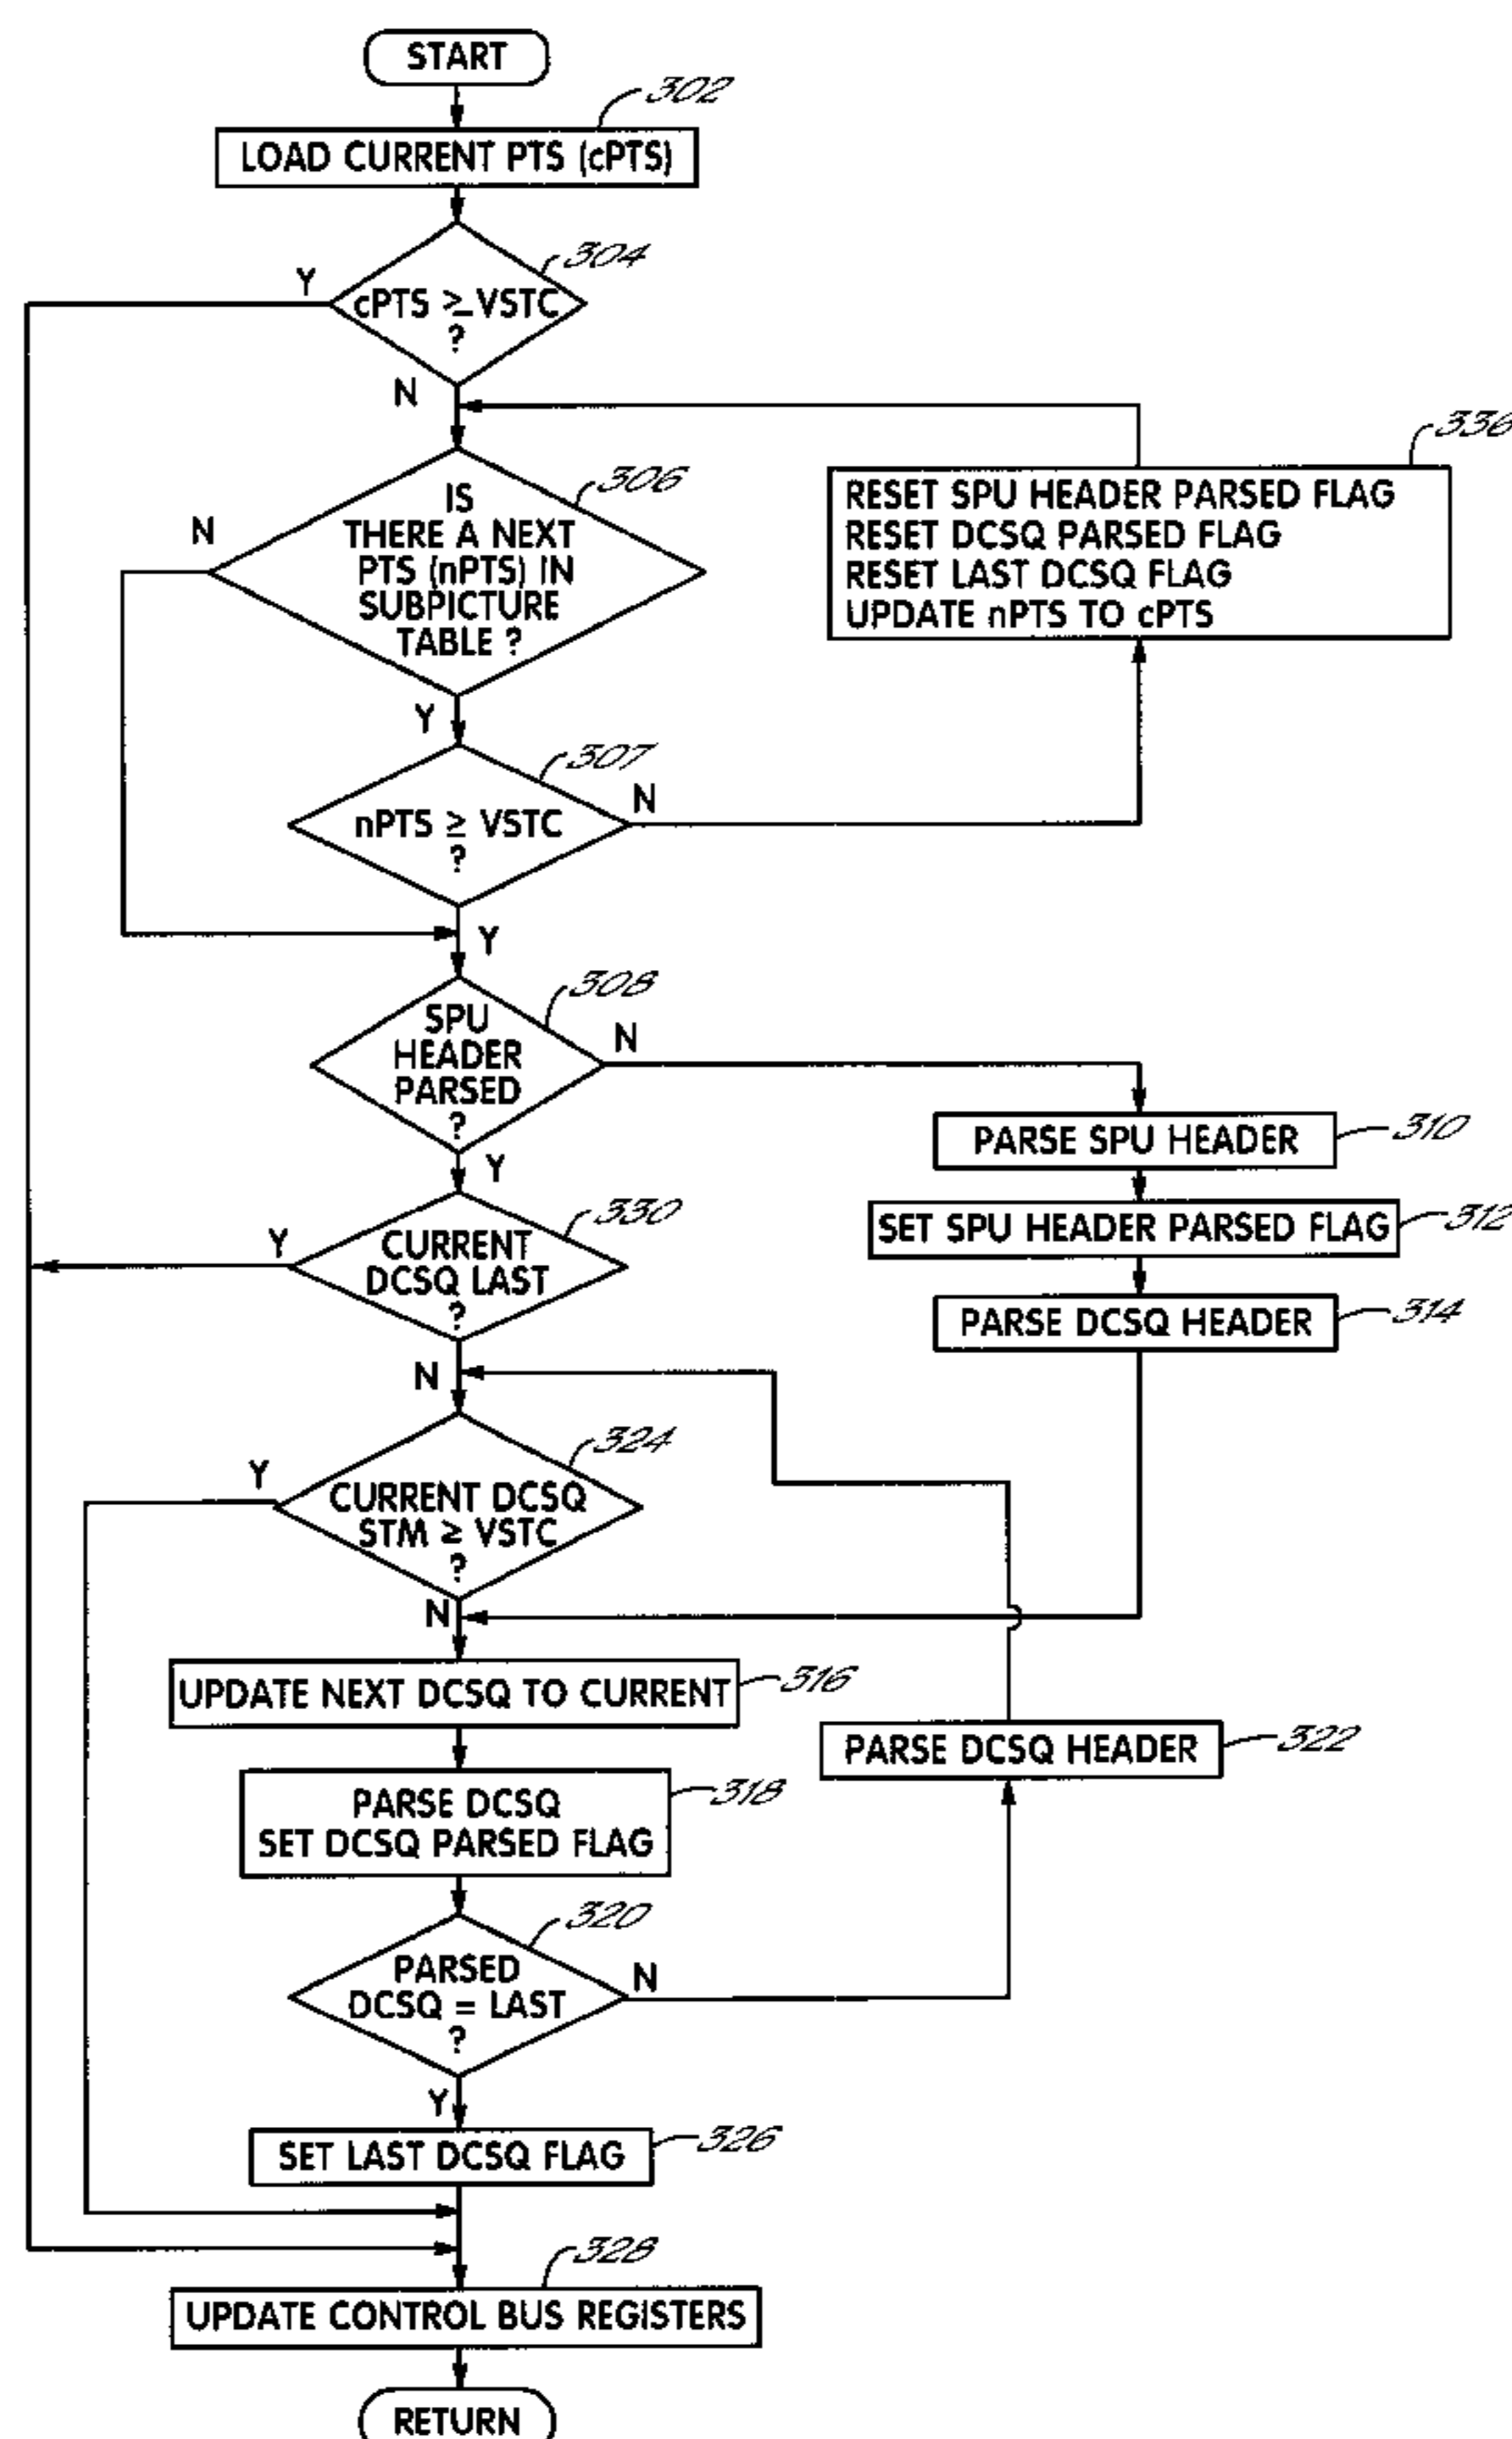 START
302
LOAD CURRENT PTS (cPTS)
304
Y
cPTS ≥ VSTC
?
N
336
306
IS
THERE A NEXT
PTS (nPTS) IN
SUBPICTURE
TABLE ?
N
RESET SPU HEADER PARSED FLAG
RESET DCSQ PARSED FLAG
RESET LAST DCSQ FLAG
UPDATE nPTS TO cPTS
Y
307
N
nPTS ≥ VSTC
?
Y
308
SPU
HEADER
PARSED
?
N
310
PARSE SPU HEADER
Y
330
312
SET SPU HEADER PARSED FLAG
Y
CURRENT
DCSQ LAST
?
314
PARSE DCSQ HEADER
N
324
Y
CURRENT DCSQ
STM ≥ VSTC
?
N
316
UPDATE NEXT DCSQ TO CURRENT
322
PARSE DCSQ HEADER
318
PARSE DCSQ
SET DCSQ PARSED FLAG
320
PARSED
DCSQ = LAST
?
N
Y
326
SET LAST DCSQ FLAG
328
UPDATE CONTROL BUS REGISTERS
RETURN